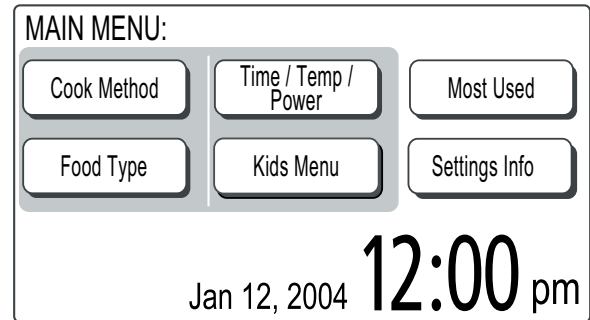 MAIN MENU:
Cook Method
Time / Temp /
Power
Most Used
Food Type
Kids Menu
Settings Info
Jan 12, 2004 12:00 pm